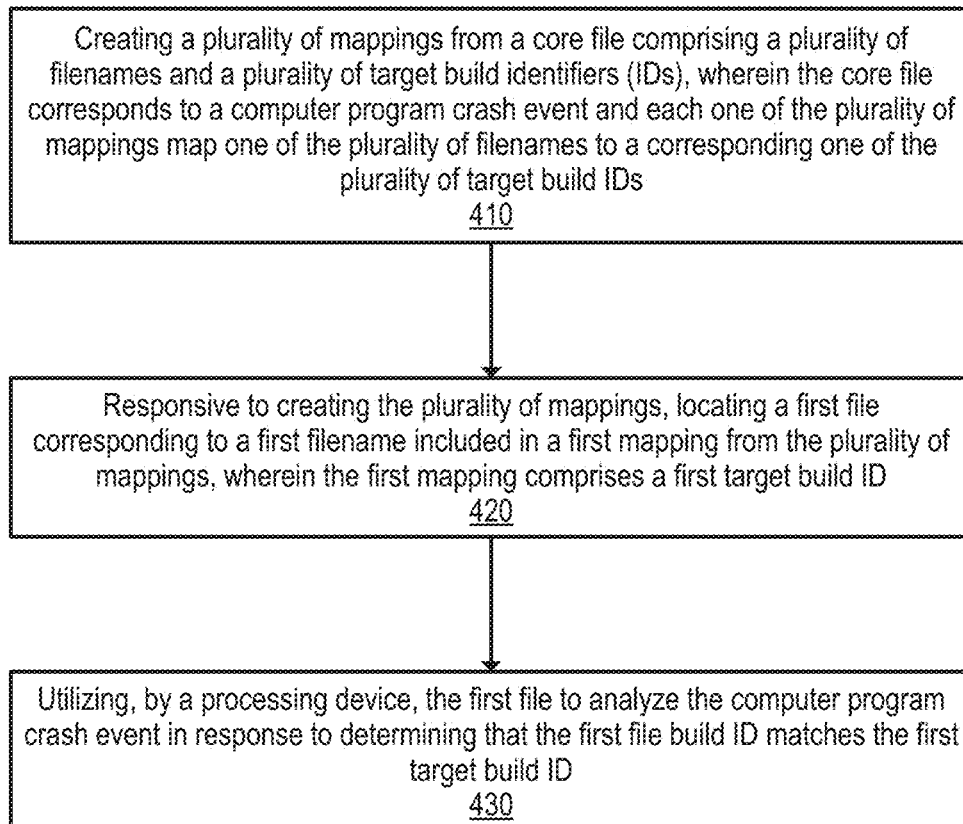 Creating a plurality of mappings from a core file comprising a plurality of
filenames and a plurality of target build identifiers (IDs), wherein the core file
corresponds to a computer program crash event and each one of the plurality of
mappings map one of the plurality of filenames to a corresponding one of the
plurality of target build IDs
410
Responsive to creating the plurality of mappings, locating a first file
corresponding to a first filename included in a first mapping from the plurality of
mappings, wherein the first mapping comprises a first target build ID
420
Utilizing, by a processing device, the first file to analyze the computer program
crash event in response to determining that the first file build ID matches the first
target build ID
430